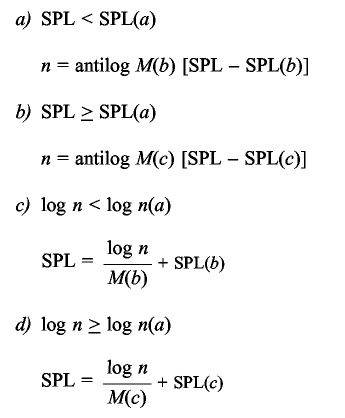 a) SPL < SPL(a)
n = antilog M(b) [SPL – SPL(b)]
b) SPL ≥ SPL(a)
n = antilog M(c) [SPL – SPL(c)]
c) log n < log n(a)
SPL = log n / M(b) + SPL(b)
d) log n ≥ log n(a)
SPL = log n / M(c) + SPL(c)